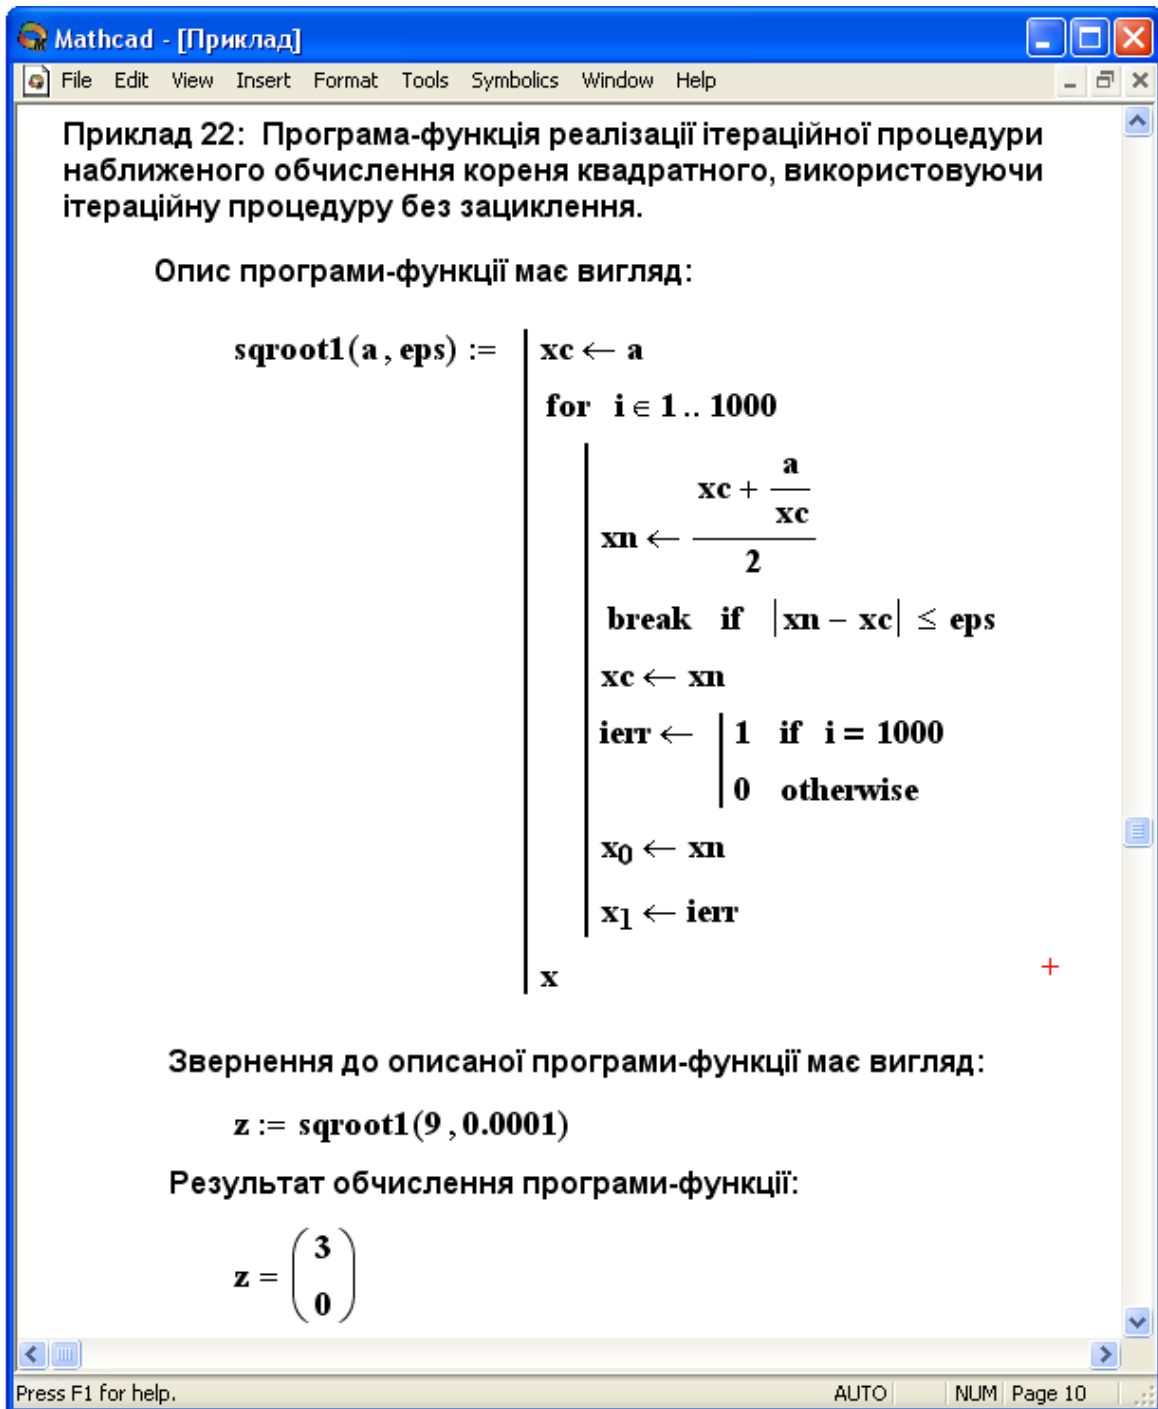 Mathcad - [Приклад]
File Edit View Insert Format Tools Symbolics Window Help
Приклад 22: Програма-функція реалізації ітераційної процедури
наближеного обчислення кореня квадратного, використовуючи
ітераційну процедуру без зациклення.
Опис програми-функції має вигляд:
sqroot1(a , eps) := xc ← a
for i ∈ 1 .. 1000
a
xc + —
xc
xn ← ———
2
break if |xn − xc| ≤ eps
xc ← xn
ierr ← 1 if i = 1000
0 otherwise
x₀ ← xn
x₁ ← ierr
x
Звернення до описаної програми-функції має вигляд:
z := sqroot1(9 , 0.0001)
Результат обчислення програми-функції:
3
z =
0
Press F1 for help. AUTO NUM Page 10